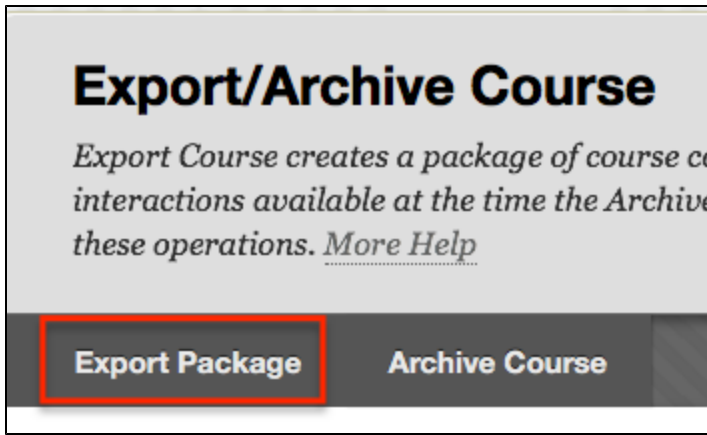 Export/Archive Course
Export Course creates a package of course
interactions available at the time the
these operations. More Help
Export Package Archive Course